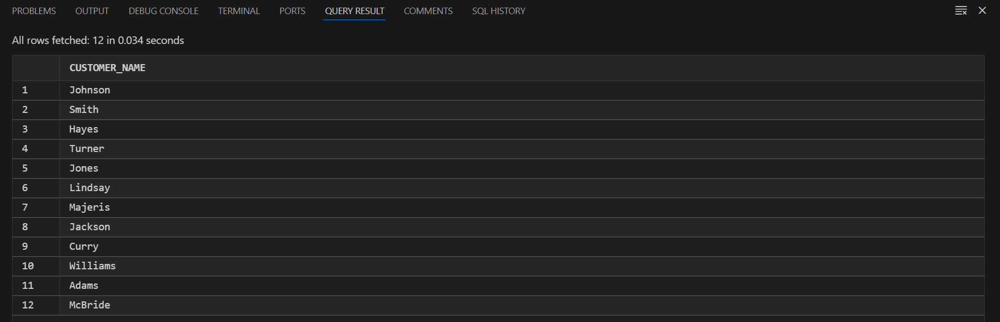 PROBLEMS OUTPUT DEBUG CONSOLE TERMINAL PORTS QUERY RESULT COMMENTS SQL HISTORY
All rows fetched: 12 in 0.034 seconds
CUSTOMER_NAME
1 Johnson
2 Smith
3 Hayes
4 Turner
5 Jones
6 Lindsay
7 Majeris
8 Jackson
9 Curry
10 Williams
11 Adams
12 McBride